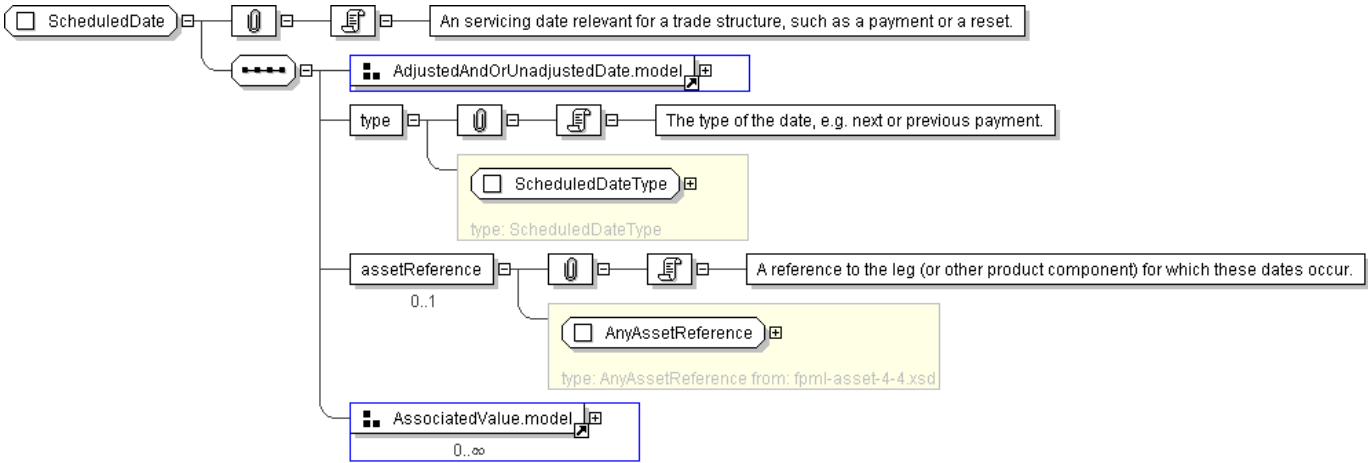 ScheduledDate
An servicing date relevant for a trade structure, such as a payment or a reset.
AdjustedAndOrUnadjustedDate.model
type
The type of the date, e.g. next or previous payment.
ScheduledDateType
type: ScheduledDateType
assetReference
A reference to the leg (or other product component) for which these dates occur.
0..1
AnyAssetReference
type: AnyAssetReference from: fpml-asset-4-4.xsd
AssociatedValue.model
0..∞